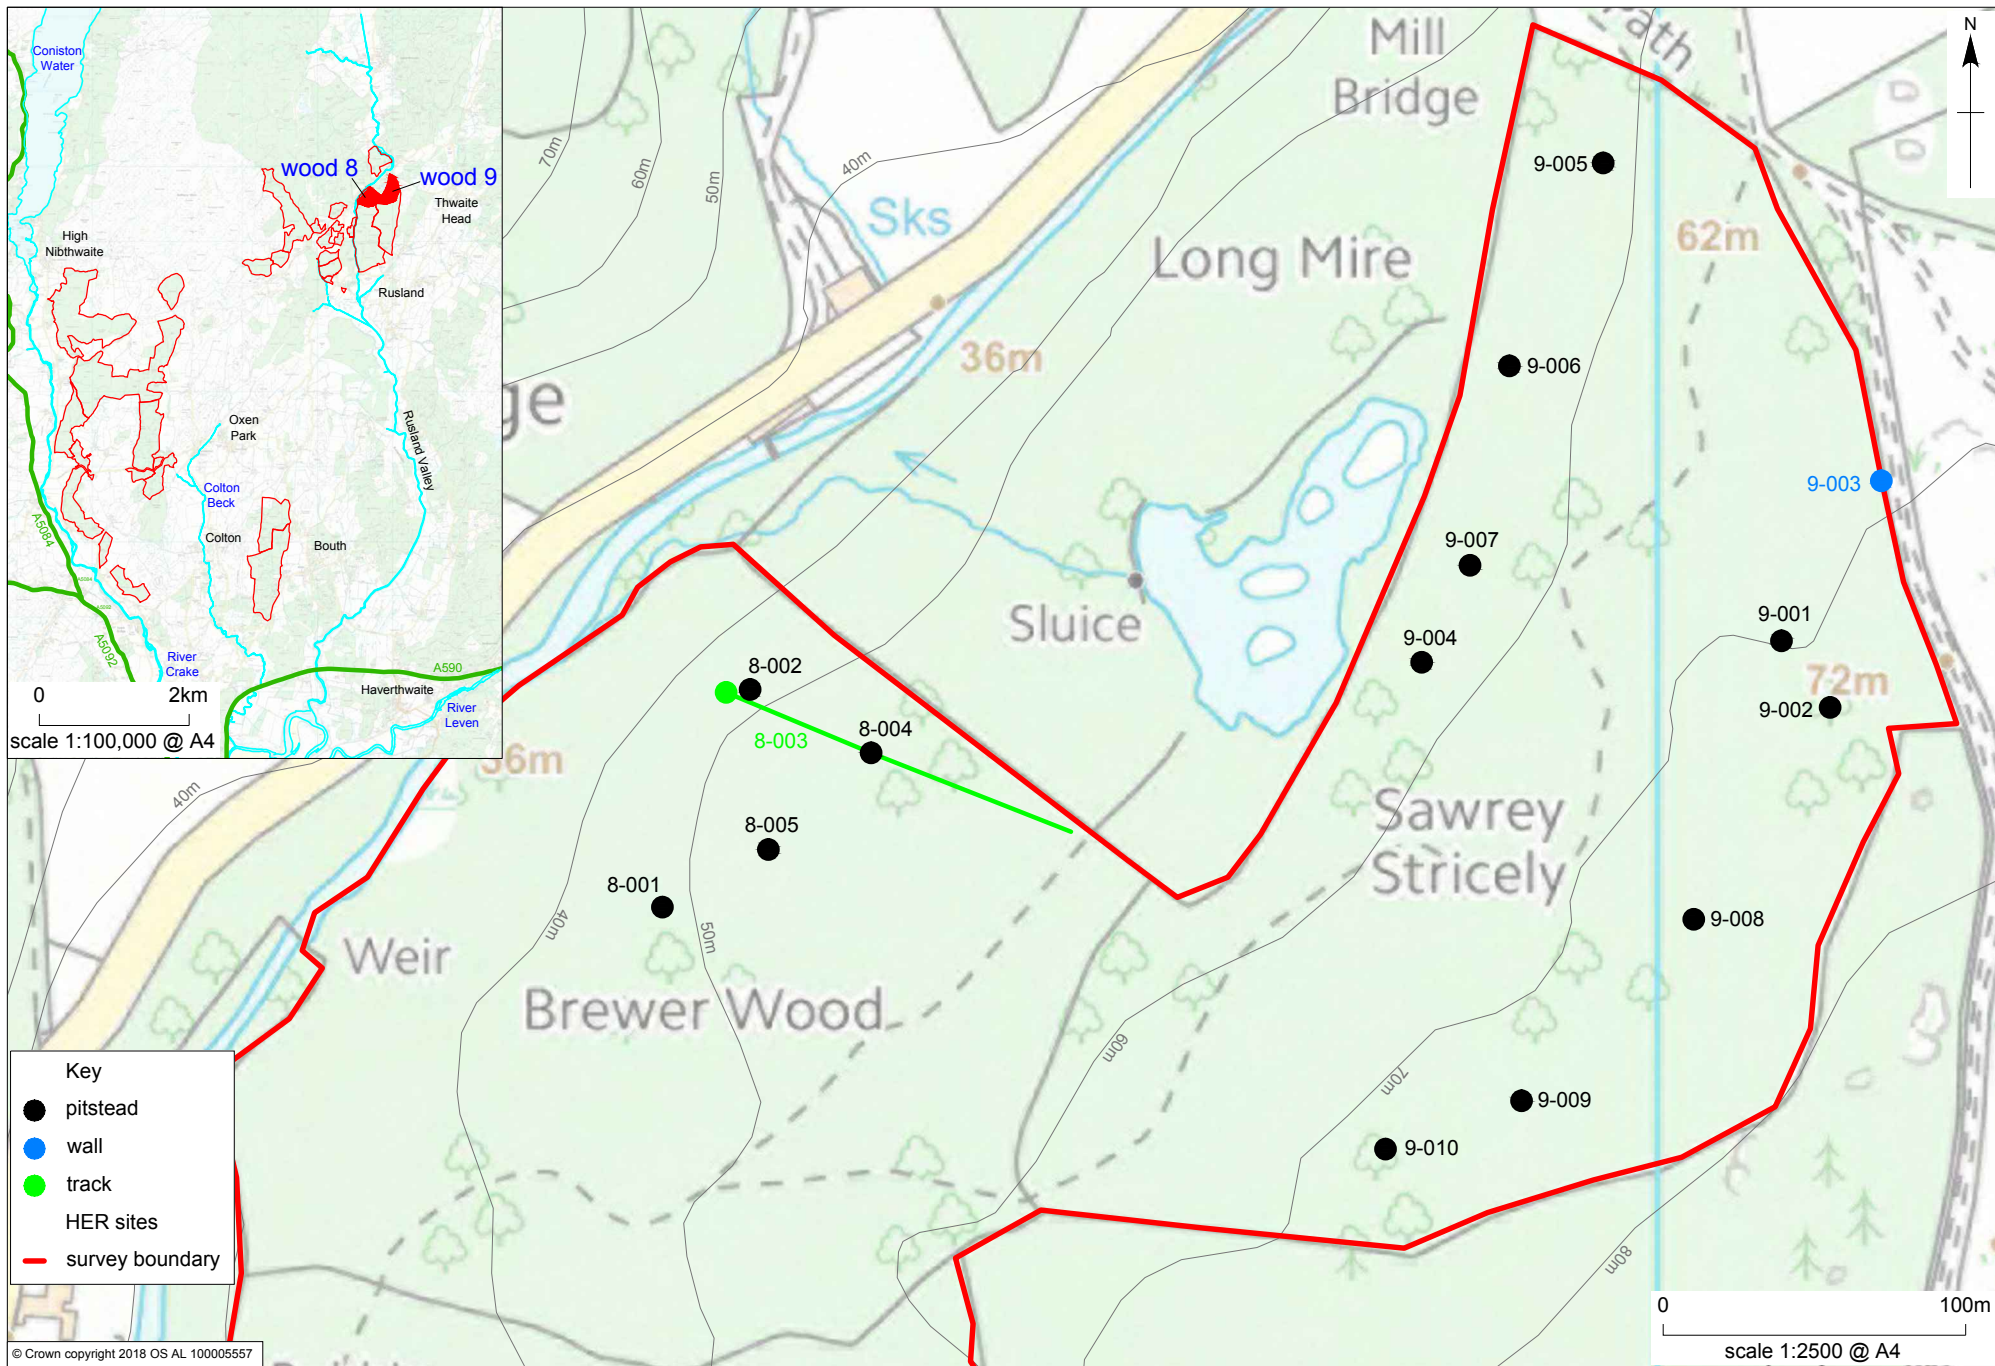 Coniston
Water
wood 8
wood 9
Thwaite
Head
High
Nibthwaite
Rusland
Oxen
Park
Rusland Valley
Colton
Beck
Colton
Bouth
A5084
A5092
River
Crake
A590
Haverthwaite
River
Leven
0 2km
scale 1:100,000 @ A4
N
Mill
Bridge
Path
70m
60m
50m
40m
Sks
Long Mire
62m
36m
ge
Sluice
72m
36m
40m
Sawrey
Stricely
Weir
Brewer Wood
40m
50m
60m
70m
80m
9-005
9-006
9-003
9-007
9-001
9-004
9-002
8-002
8-003
8-004
8-005
8-001
9-008
9-009
9-010
Key
pitstead
wall
track
HER sites
survey boundary
© Crown copyright 2018 OS AL 100005557
0 100m
scale 1:2500 @ A4